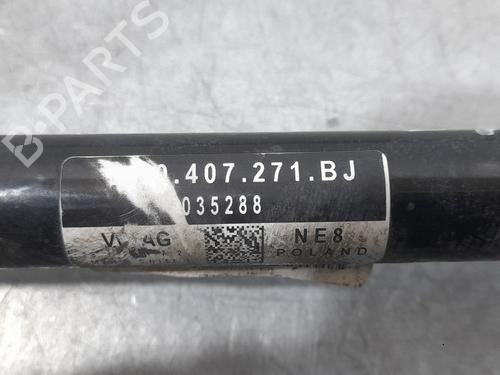 .407.271.BJ
035288
AG
NE8
POLAND
B-PARTS